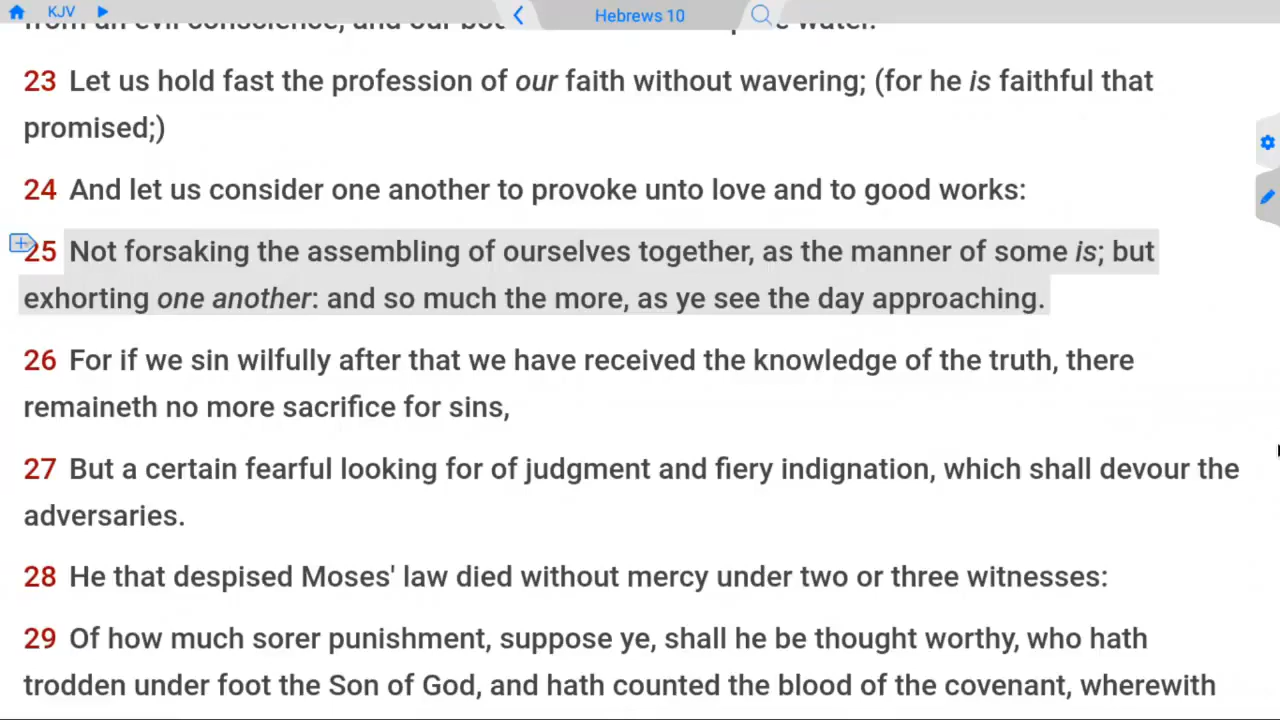 KJV
Hebrews 10
23 Let us hold fast the profession of our faith without wavering; (for he is faithful that
promised;)
24 And let us consider one another to provoke unto love and to good works:
25 Not forsaking the assembling of ourselves together, as the manner of some is; but
exhorting one another: and so much the more, as ye see the day approaching.
26 For if we sin wilfully after that we have received the knowledge of the truth, there
remaineth no more sacrifice for sins,
27 But a certain fearful looking for of judgment and fiery indignation, which shall devour the
adversaries.
28 He that despised Moses' law died without mercy under two or three witnesses:
29 Of how much sorer punishment, suppose ye, shall he be thought worthy, who hath
trodden under foot the Son of God, and hath counted the blood of the covenant, wherewith